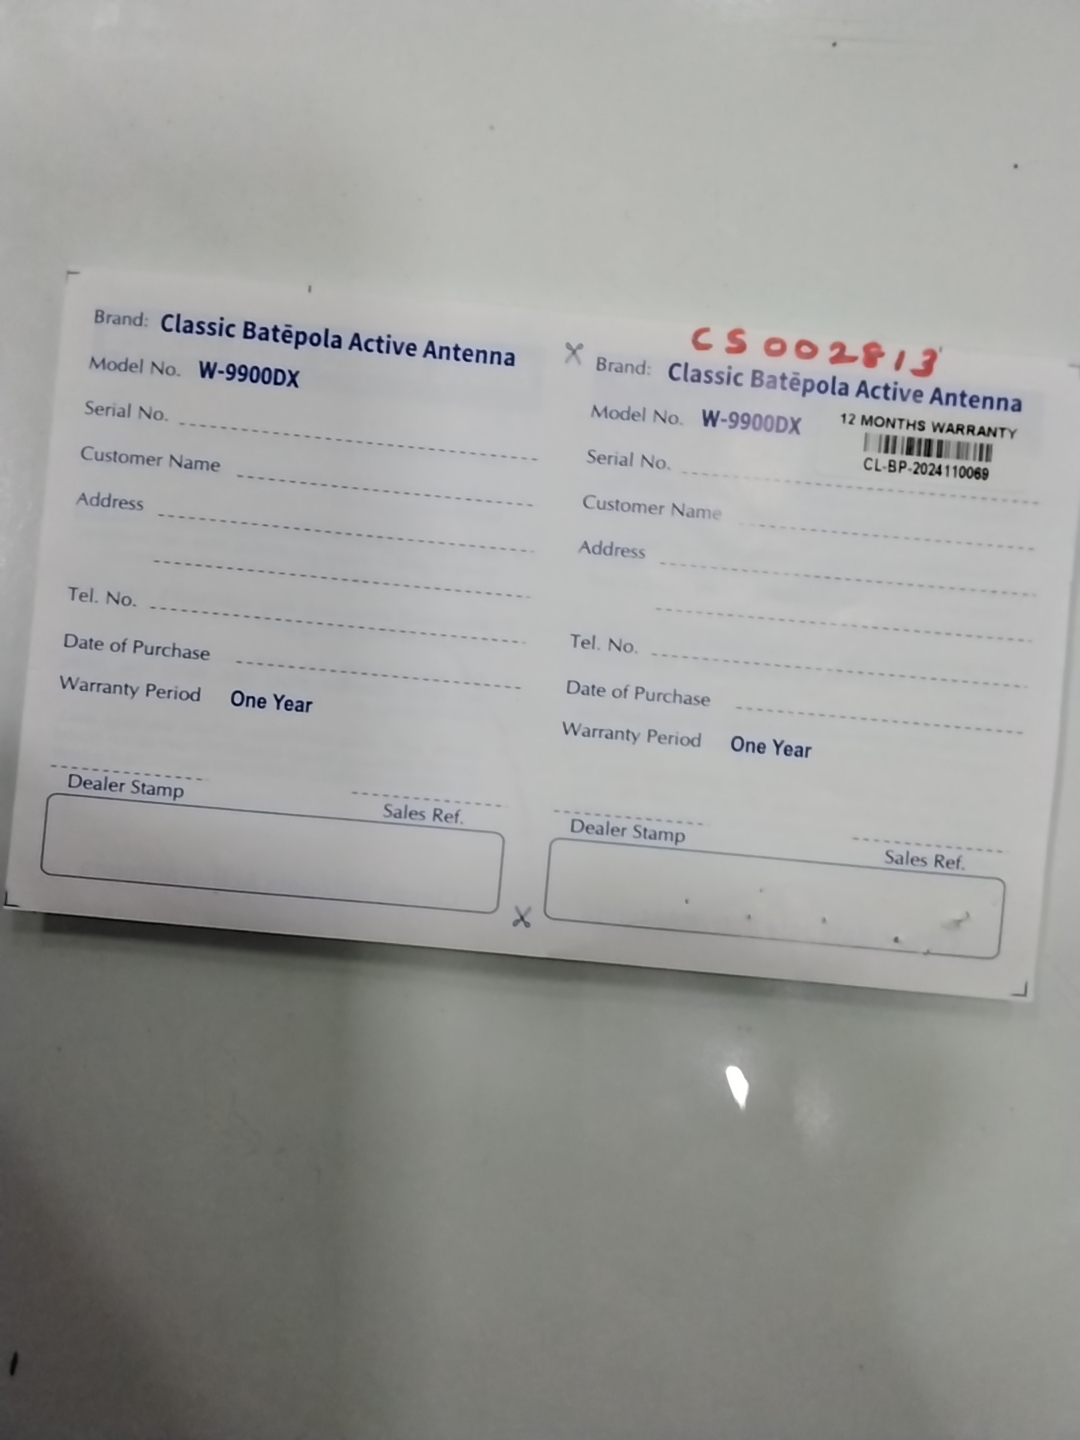 Brand: Classic Batēpola Active Antenna
Model No. W-9900DX
Serial No.
Customer Name
Address
Tel. No.
Date of Purchase
Warranty Period One Year
Dealer Stamp
Sales Ref.
CS 002813
Brand: Classic Batēpola Active Antenna
Model No. W-9900DX
12 MONTHS WARRANTY
CL-BP-2024110069
Serial No.
Customer Name
Address
Tel. No.
Date of Purchase
Warranty Period One Year
Dealer Stamp
Sales Ref.